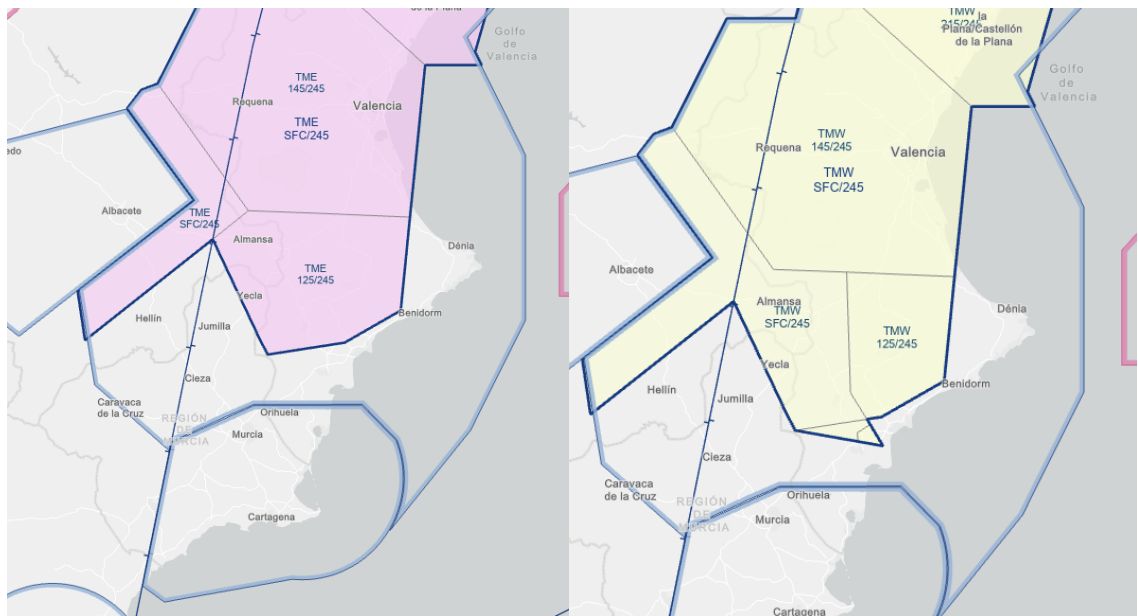 de la Plana
Golfo
de
Valencia
TME
145/245
Requena
Valencia
TME
SFC/245
Albacete
TME
SFC/245
Almansa
Dénia
TME
125/245
Yecla
Benidorm
Hellín
Jumilla
Cieza
Caravaca
de la Cruz
Orihuela
REGIÓN
DE
MURCIA
Murcia
Cartagena
TMW
215/245
la
Plana/Castellón
de la Plana
Golfo
de
Valencia
TMW
145/245
Requena
Valencia
TMW
SFC/245
Albacete
Almansa
TMW
SFC/245
Dénia
TMW
125/245
Yecla
Benidorm
Hellín
Jumilla
Cieza
Caravaca
de la Cruz
Orihuela
REGIÓN
DE
MURCIA
Murcia
Cartagena